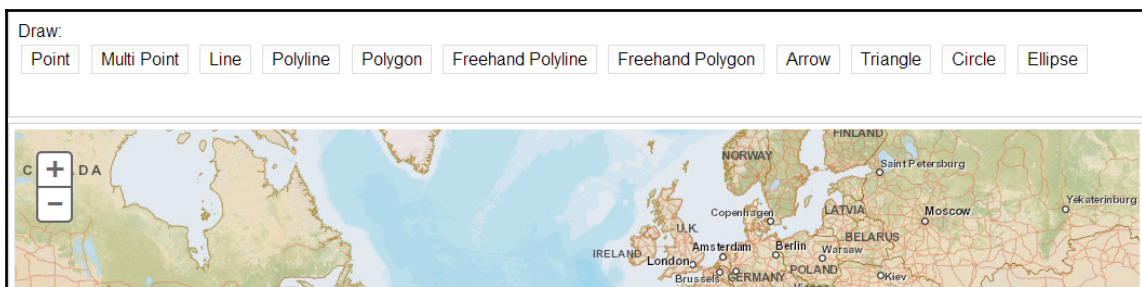 Draw:
Point Multi Point Line Polyline Polygon Freehand Polyline Freehand Polygon Arrow Triangle Circle Ellipse
FINLAND
NORWAY
Saint Petersburg
+
C DA
−
Yekaterinburg
Copenhagen
LATVIA
Moscow
U.K.
BELARUS
Amsterdam
Berlin
Warsaw
IRELAND
London
POLAND
Brussels
GERMANY
Kiev